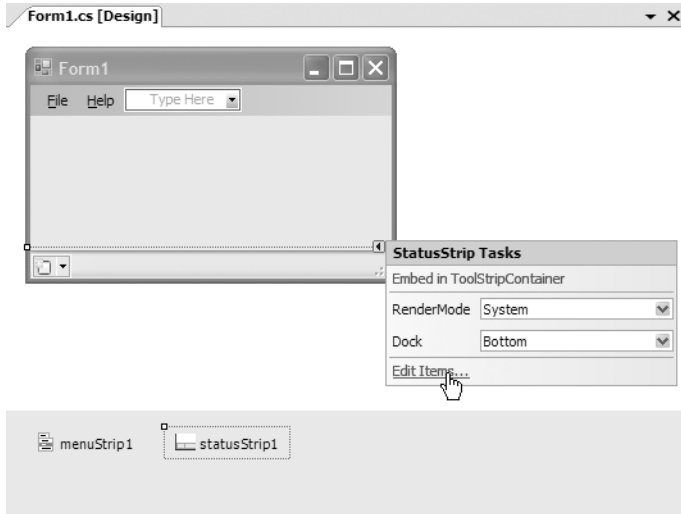 Form1.cs [Design]
Form1
File Help Type Here
StatusStrip Tasks
Embed in ToolStripContainer
RenderMode System
Dock Bottom
Edit Items...
menuStrip1 statusStrip1